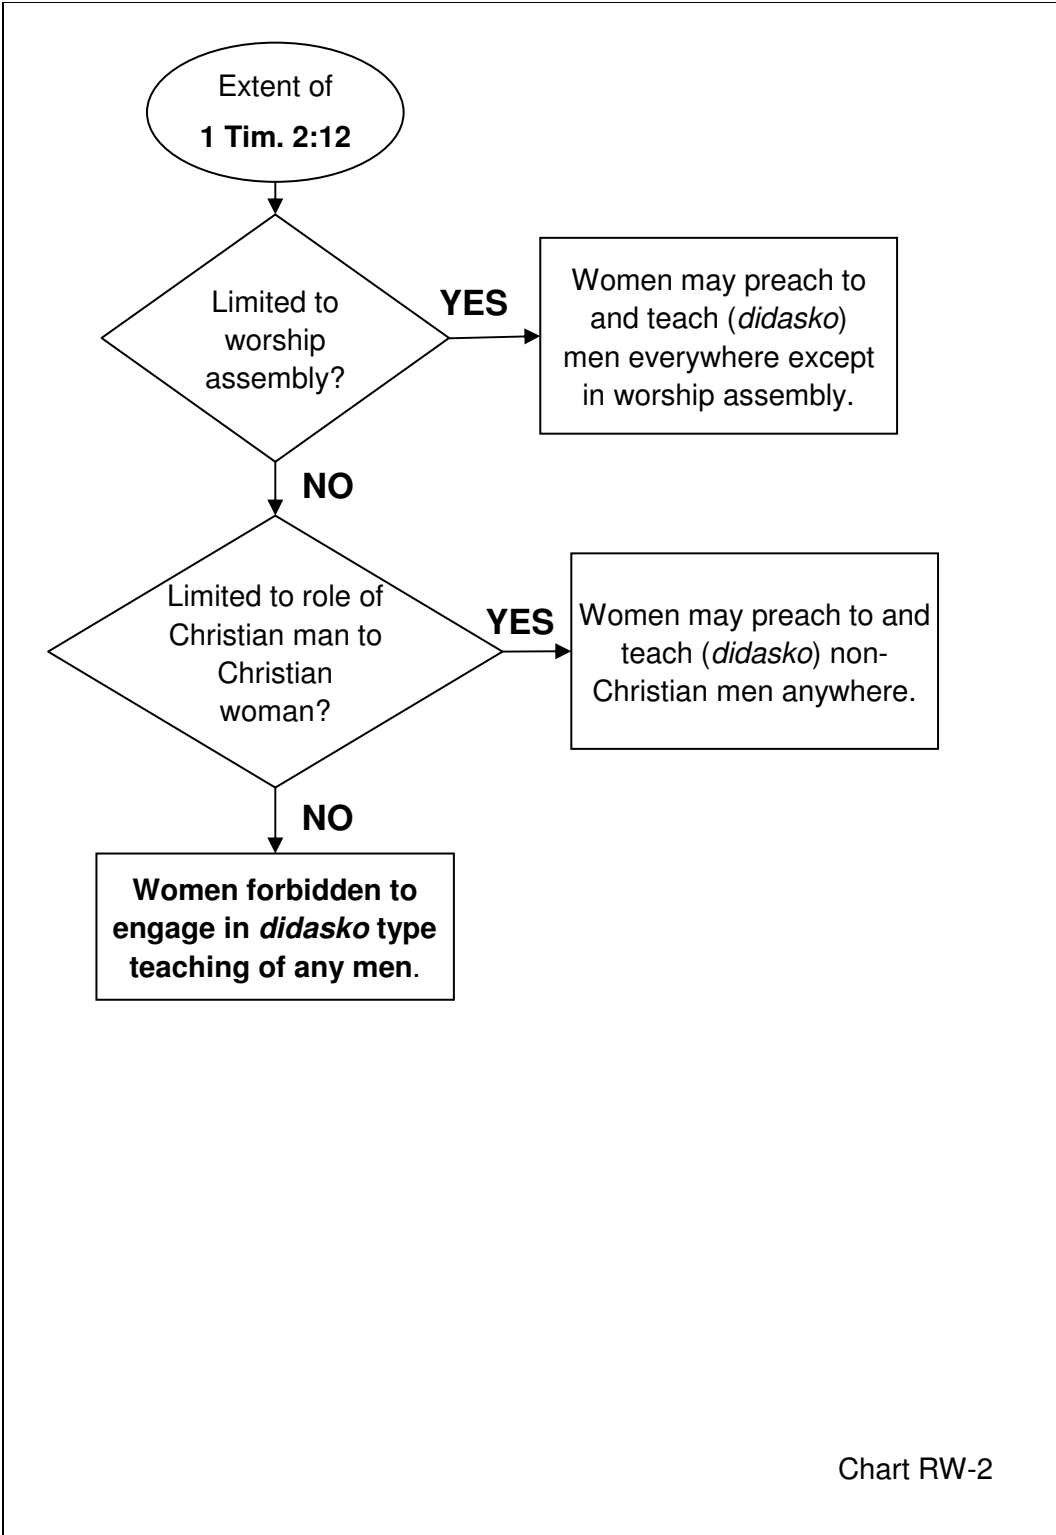 Extent of
1 Tim. 2:12
Limited to
worship
assembly?
YES
Women may preach to
and teach (didasko)
men everywhere except
in worship assembly.
NO
Limited to role of
Christian man to
Christian
woman?
YES
Women may preach to and
teach (didasko) non-
Christian men anywhere.
NO
Women forbidden to
engage in didasko type
teaching of any men.
Chart RW-2